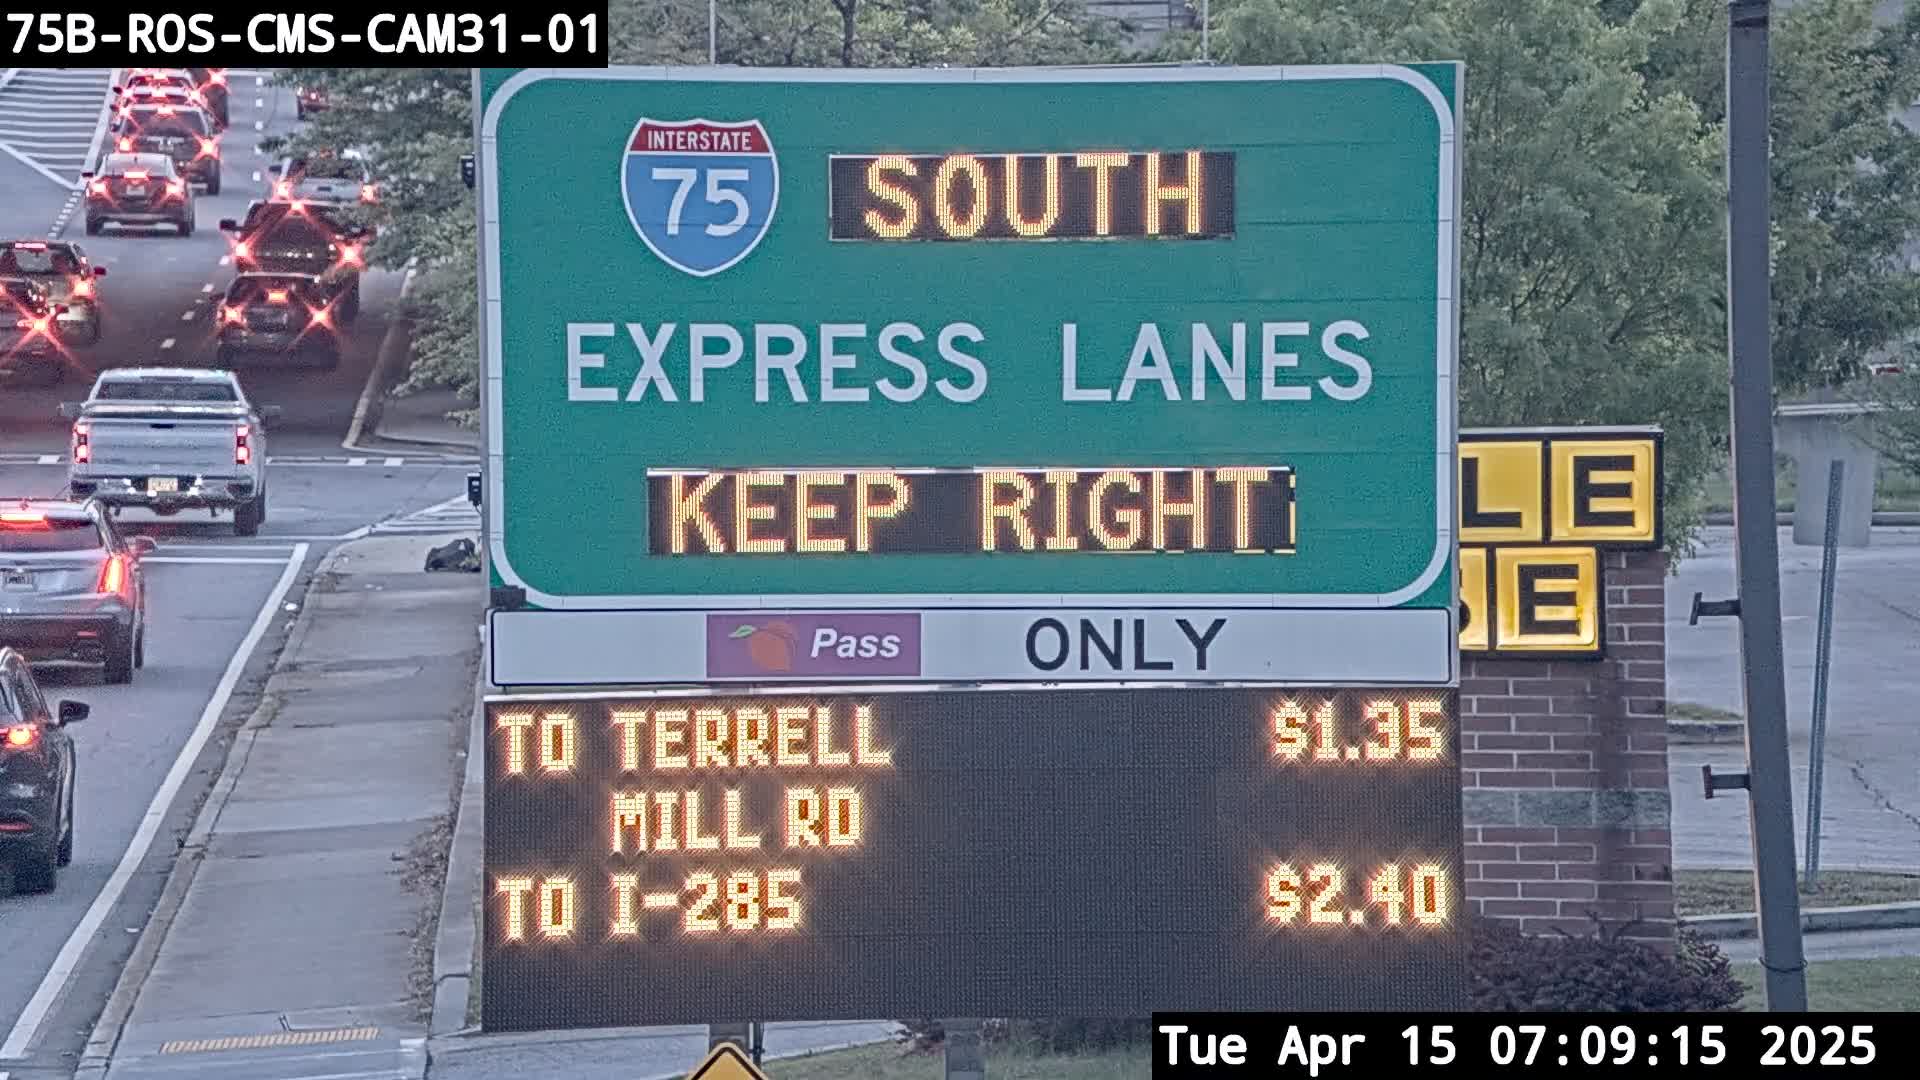 75B-ROS-CMS-CAM31-01
INTERSTATE
75
SOUTH
EXPRESS LANES
KEEP RIGHT
Pass ONLY
TO TERRELL $1.35
MILL RD
TO I-285 $2.40
LE
E
Tue Apr 15 07:09:15 2025